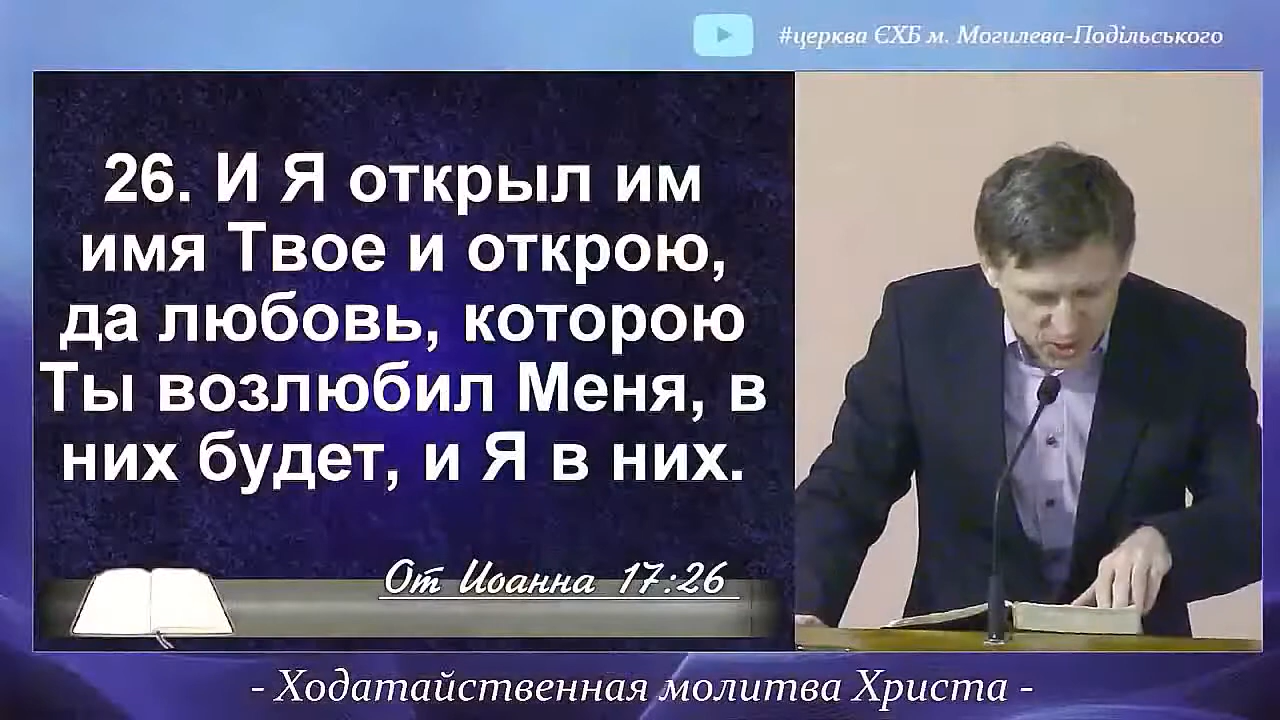 #церква ЄХБ м. Могилева-Подільського
26. И Я открыл им
имя Твое и открою,
да любовь, которою
Ты возлюбил Меня, в
них будет, и Я в них.
От Иоанна 17:26
- Ходатайственная молитва Христа -